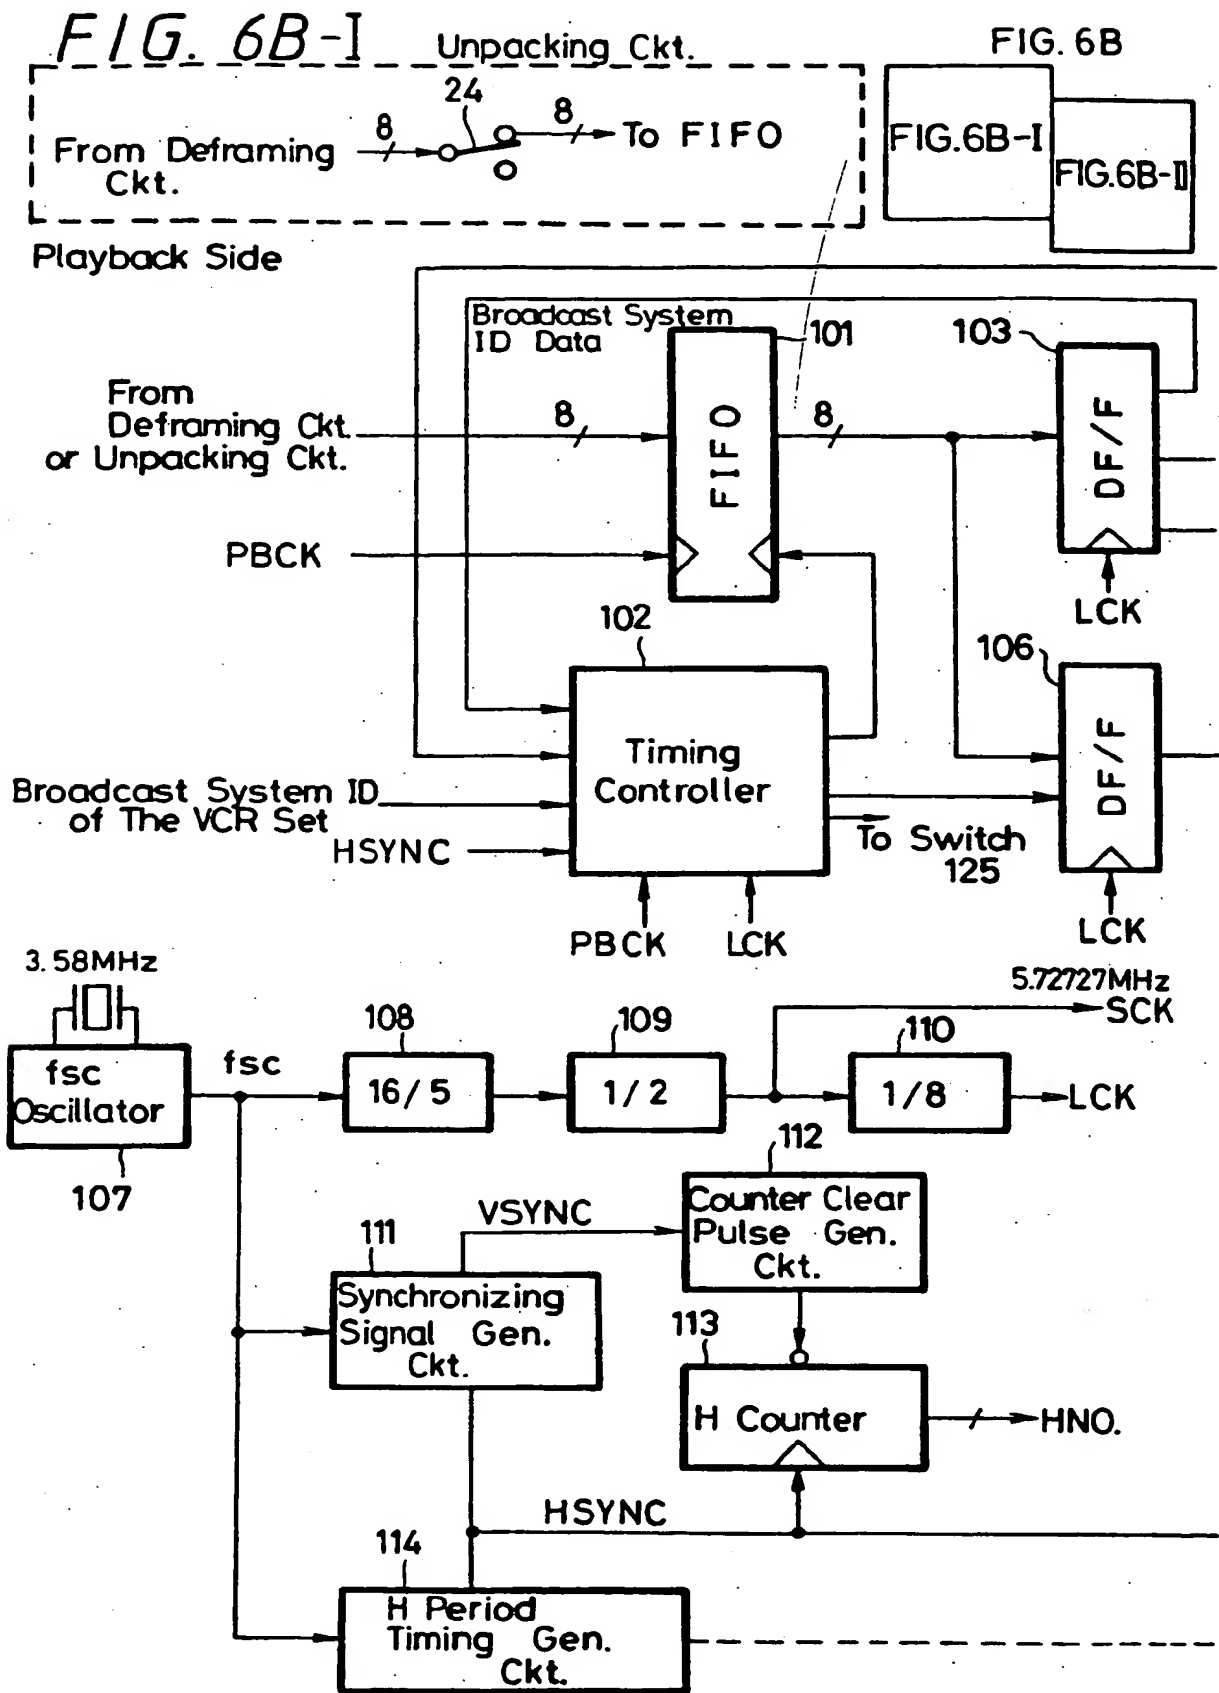 FIG. 6B-I
Unpacking Ckt.
FIG. 6B
24
8
8
From Deframing
Ckt.
To FIFO
FIG.6B-I
FIG.6B-II
Playback Side
Broadcast System
ID Data
101
103
From
Deframing Ckt.
or Unpacking Ckt.
8
FIFO
8
DF/F
PBCK
LCK
102
106
Timing
Controller
DF/F
Broadcast System ID
of The VCR Set
HSYNC
To Switch
125
PBCK
LCK
LCK
3.58MHz
5.72727MHz
SCK
108
109
110
fsc
Oscillator
fsc
16/5
1/2
1/8
LCK
107
112
VSYNC
Counter Clear
Pulse Gen.
Ckt.
111
Synchronizing
Signal Gen.
Ckt.
113
H Counter
HNO.
HSYNC
114
H Period
Timing Gen.
Ckt.